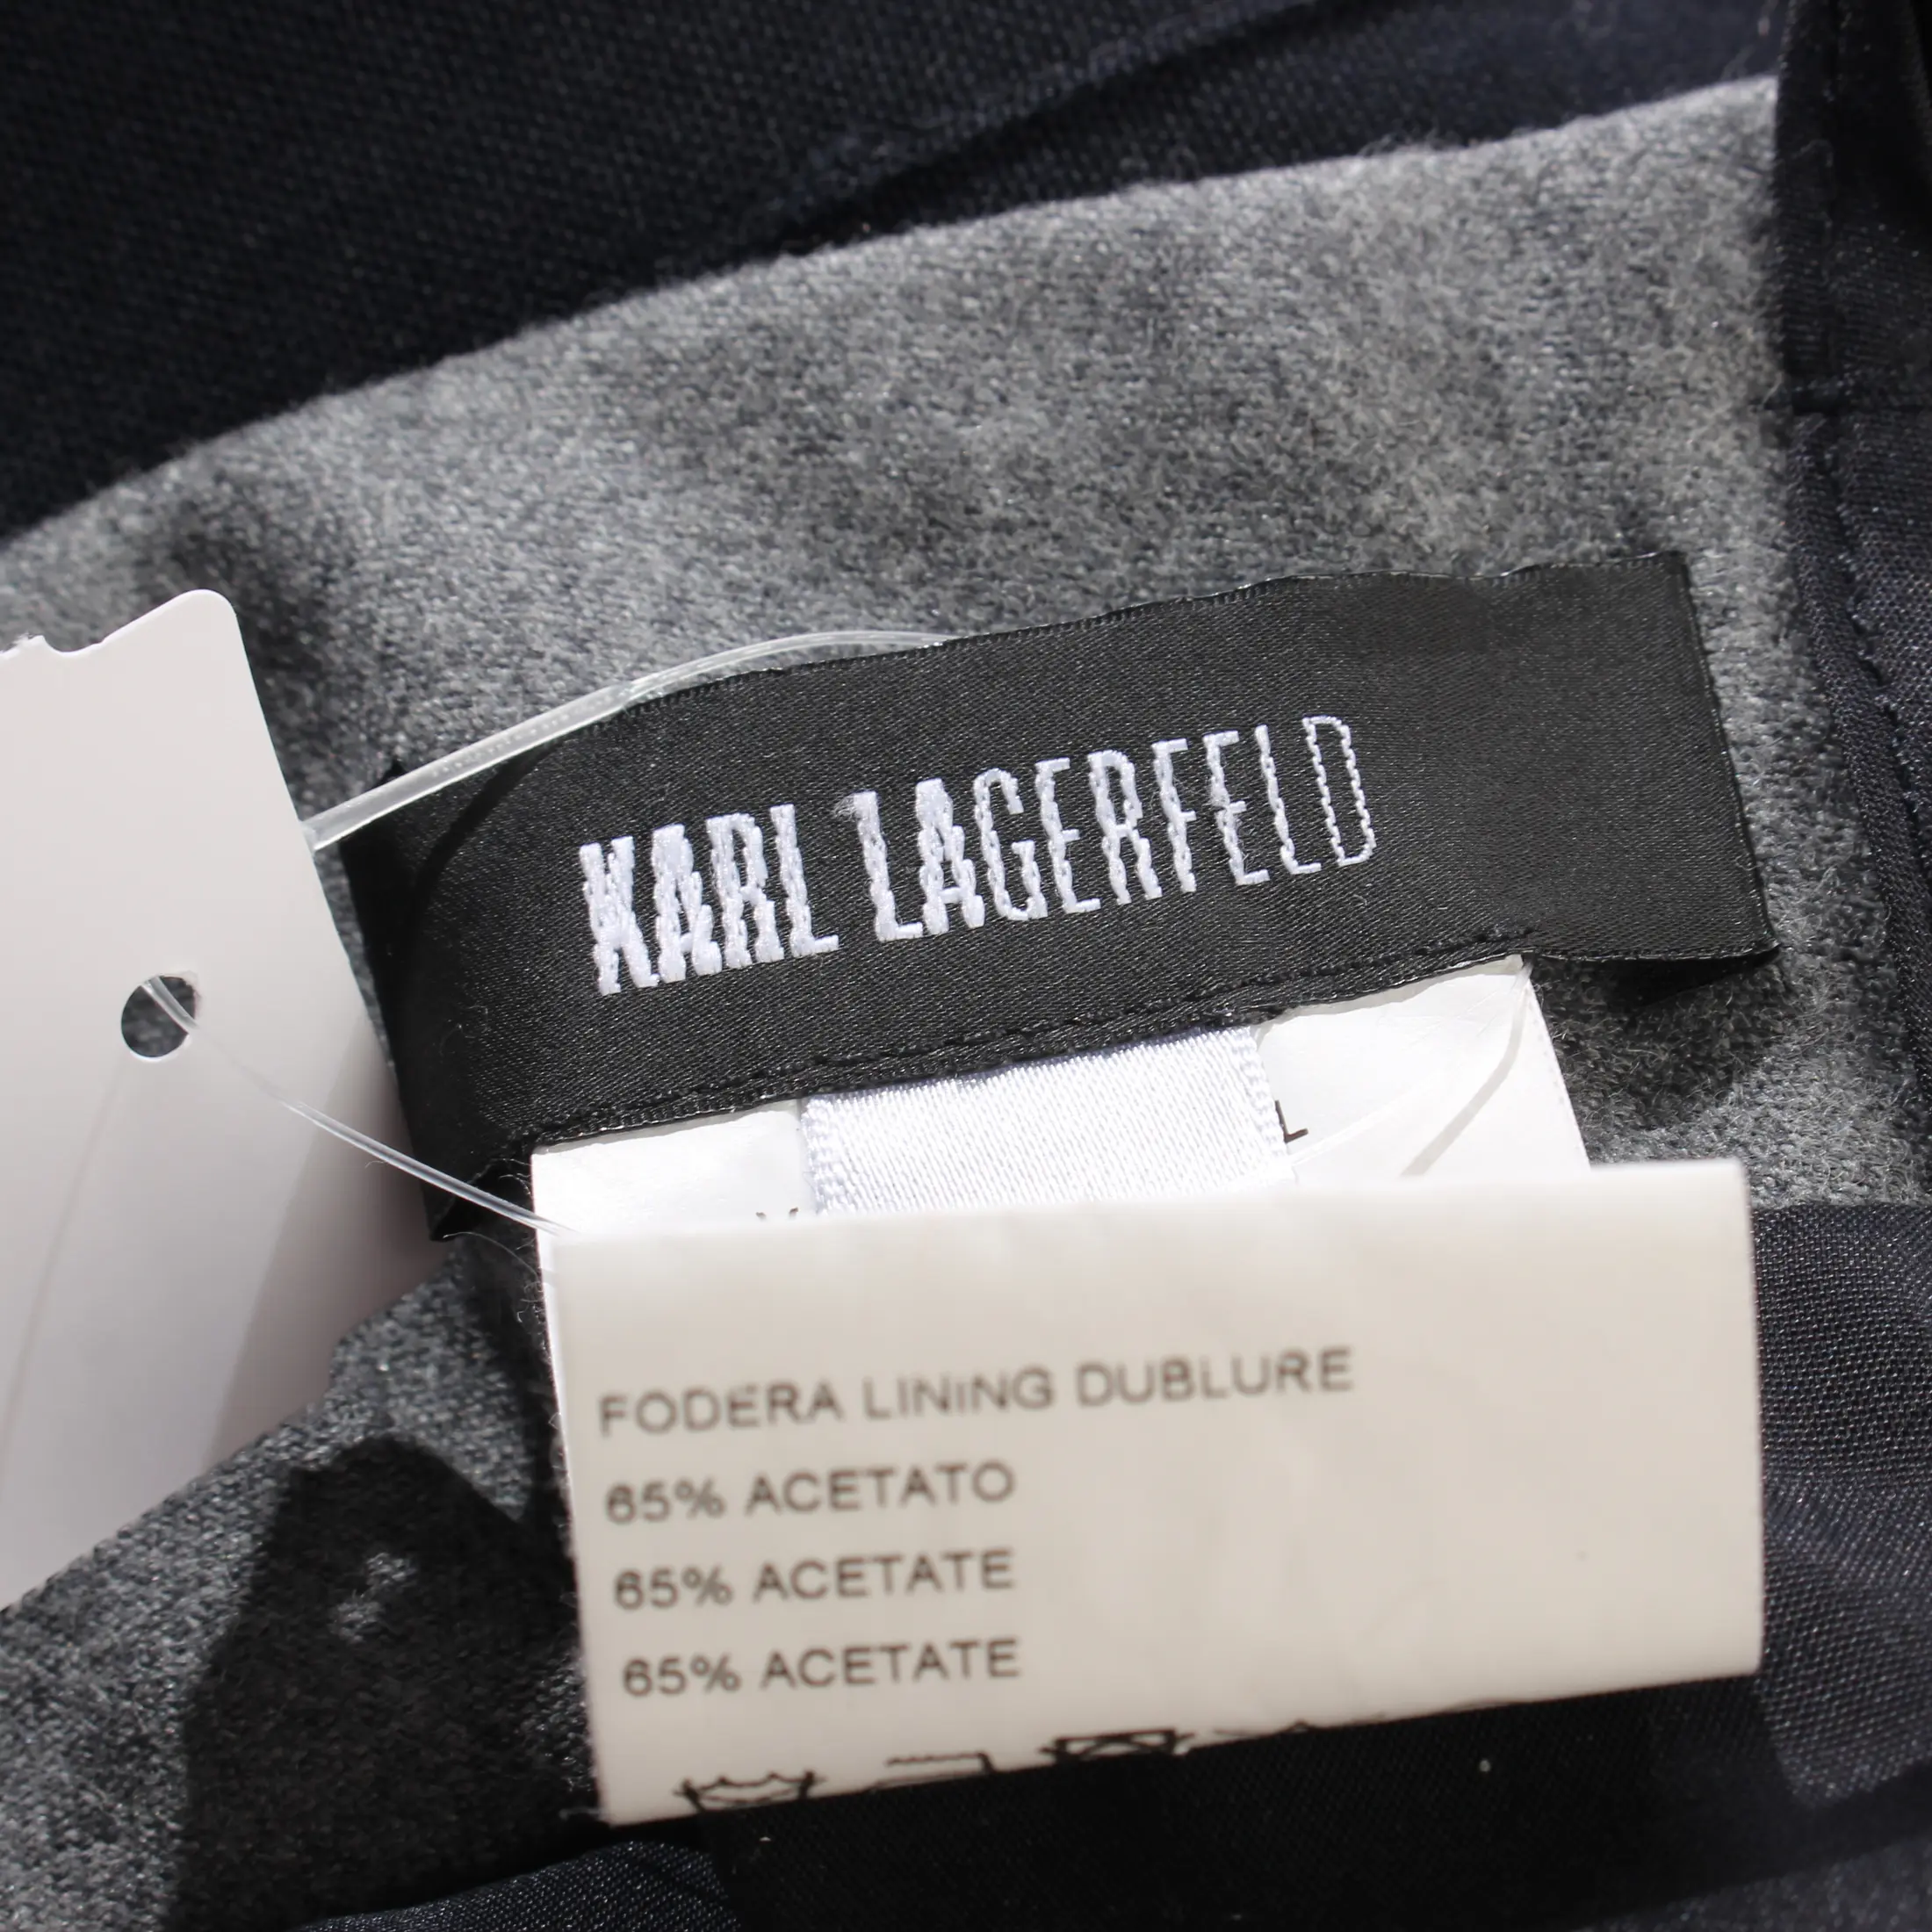 KARL LAGERFELD
L
FODERA LINING DUBLURE
65% ACETATO
65% ACETATE
65% ACETATE